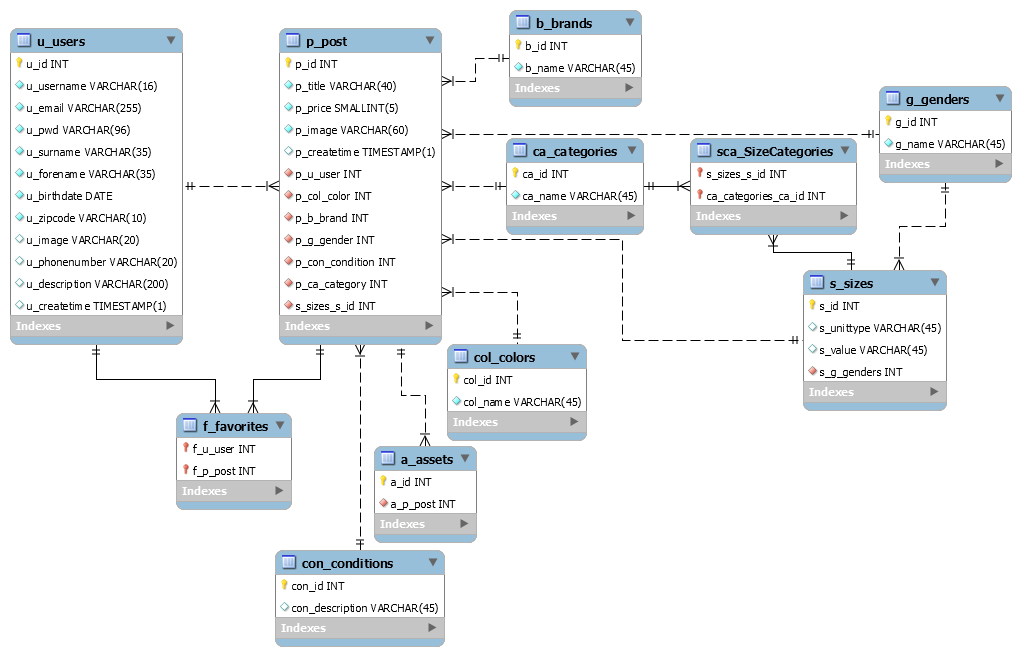 u_users
u_id INT
u_username VARCHAR(16)
u_email VARCHAR(255)
u_pwd VARCHAR(96)
u_surname VARCHAR(35)
u_forename VARCHAR(35)
u_birthdate DATE
u_zipcode VARCHAR(10)
u_image VARCHAR(20)
u_phonenumber VARCHAR(20)
u_description VARCHAR(200)
u_createtime TIMESTAMP(1)
Indexes
p_post
p_id INT
p_title VARCHAR(40)
p_price SMALLINT(5)
p_image VARCHAR(60)
p_createtime TIMESTAMP(1)
p_u_user INT
p_col_color INT
p_b_brand INT
p_g_gender INT
p_con_condition INT
p_ca_category INT
s_sizes_s_id INT
Indexes
b_brands
b_id INT
b_name VARCHAR(45)
Indexes
g_genders
g_id INT
g_name VARCHAR(45)
Indexes
ca_categories
ca_id INT
ca_name VARCHAR(45)
Indexes
sca_SizeCategories
s_sizes_s_id INT
ca_categories_ca_id INT
Indexes
s_sizes
s_id INT
s_unittype VARCHAR(45)
s_value VARCHAR(45)
s_g_genders INT
Indexes
col_colors
col_id INT
col_name VARCHAR(45)
Indexes
f_favorites
f_u_user INT
f_p_post INT
Indexes
a_assets
a_id INT
a_p_post INT
Indexes
con_conditions
con_id INT
con_description VARCHAR(45)
Indexes